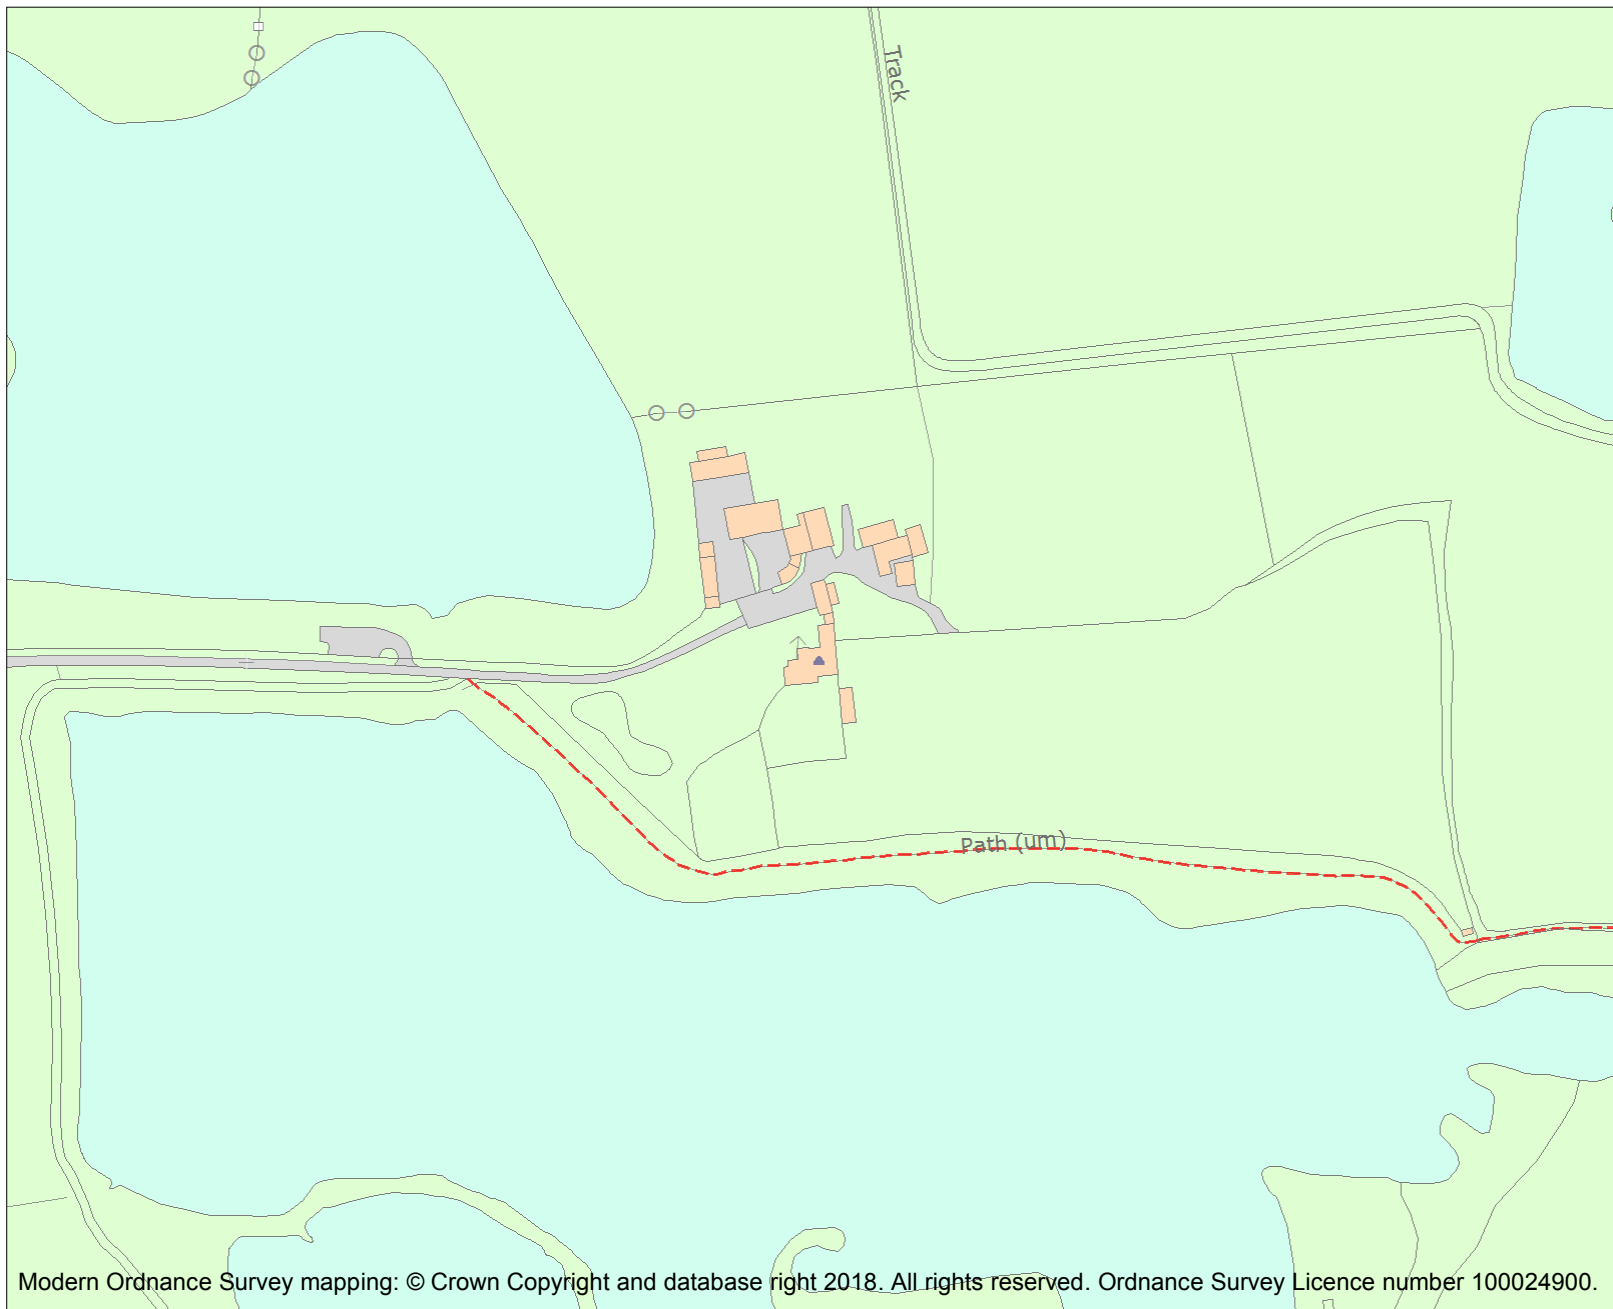 Track
Path (um)
Modern Ordnance Survey mapping: © Crown Copyright and database right 2018. All rights reserved. Ordnance Survey Licence number 100024900.